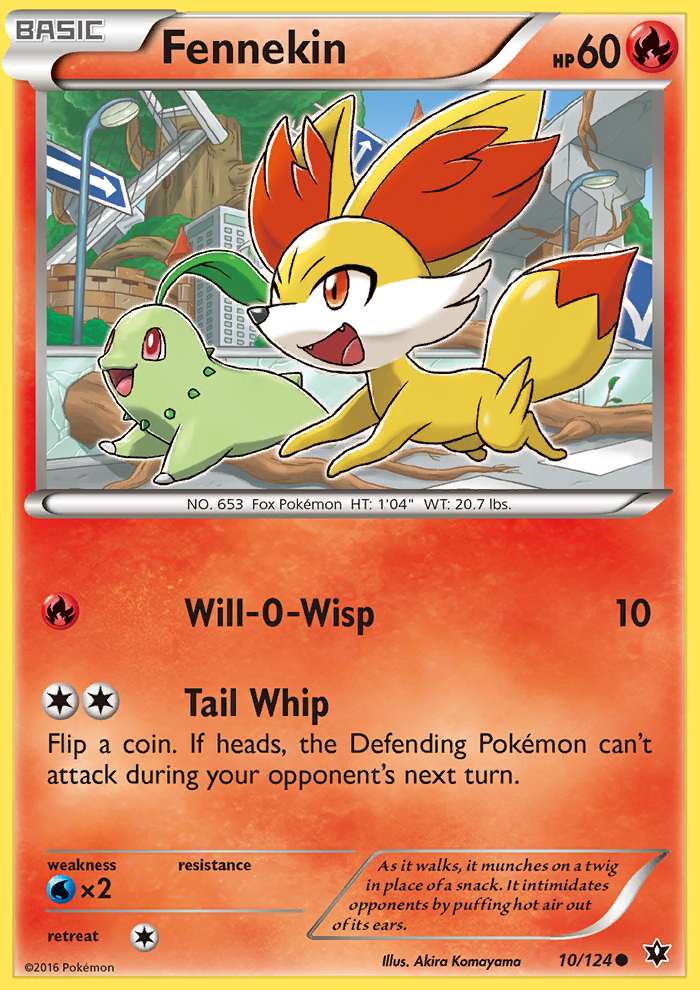 BASIC
Fennekin
HP60
NO. 653 Fox Pokémon HT: 1'04" WT: 20.7 lbs.
Will-O-Wisp 10
Tail Whip
Flip a coin. If heads, the Defending Pokémon can't
attack during your opponent's next turn.
weakness
resistance
×2
retreat
As it walks, it munches on a twig
in place of a snack. It intimidates
opponents by puffing hot air out
of its ears.
Illus. Akira Komayama
10/124
©2016 Pokémon